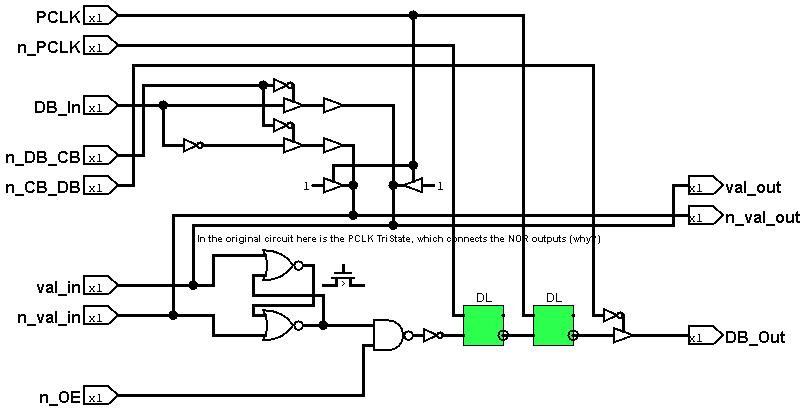 PCLK x1
n_PCLK x1
DB_In x1
n_DB_CB x1
n_CB_DB x1
1 1
x1 val_out
x1 n_val_out
In the original circuit here is the PCLK TriState, which connects the NOR outputs (why?)
val_in x1
n_val_in x1
DL DL
x1 DB_Out
n_OE x1